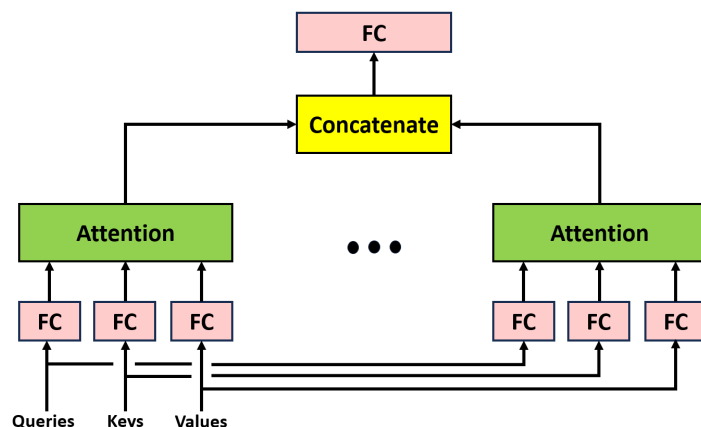 FC
Concatenate
Attention
Attention
FC FC FC FC FC FC
Queries Keys Values